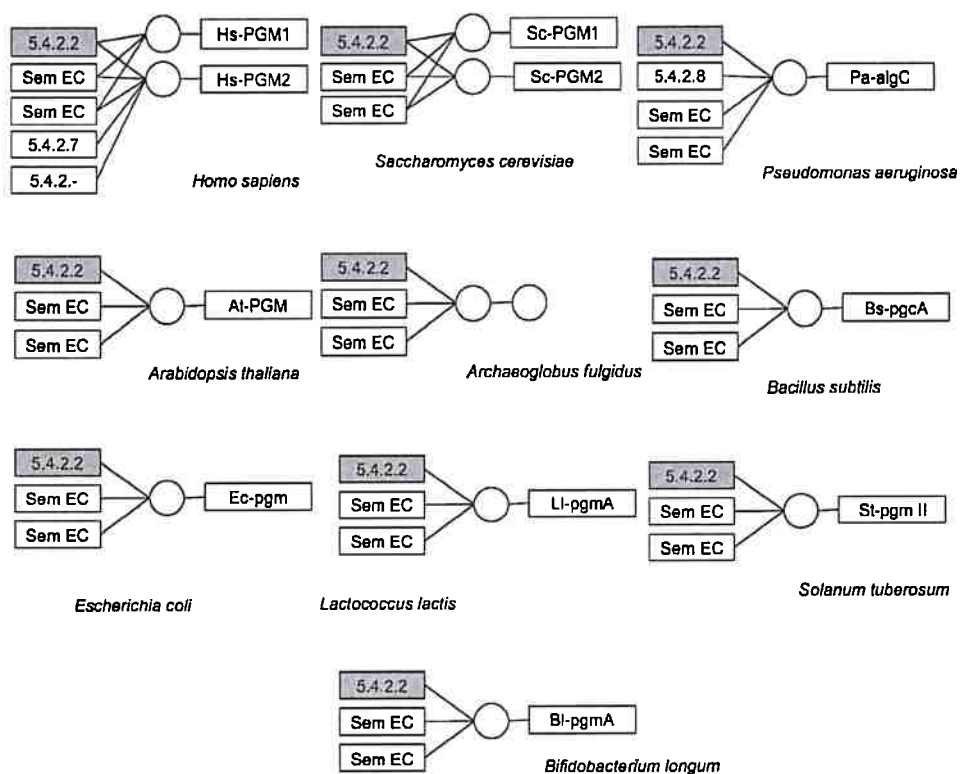 5.4.2.2
Sem EC
Sem EC
5.4.2.7
5.4.2.-
Hs-PGM1
Hs-PGM2
Homo sapiens
5.4.2.2
Sem EC
Sem EC
Sc-PGM1
Sc-PGM2
Saccharomyces cerevisiae
5.4.2.2
5.4.2.8
Sem EC
Sem EC
Pa-algC
Pseudomonas aeruginosa
5.4.2.2
Sem EC
Sem EC
At-PGM
Arabidopsis thaliana
5.4.2.2
Sem EC
Sem EC
Archaeoglobus fulgidus
5.4.2.2
Sem EC
Sem EC
Bs-pgcA
Bacillus subtilis
5.4.2.2
Sem EC
Sem EC
Ec-pgm
Escherichia coli
5.4.2.2
Sem EC
Sem EC
Ll-pgmA
Lactococcus lactis
5.4.2.2
Sem EC
Sem EC
St-pgm II
Solanum tuberosum
5.4.2.2
Sem EC
Sem EC
Bl-pgmA
Bifidobacterium longum